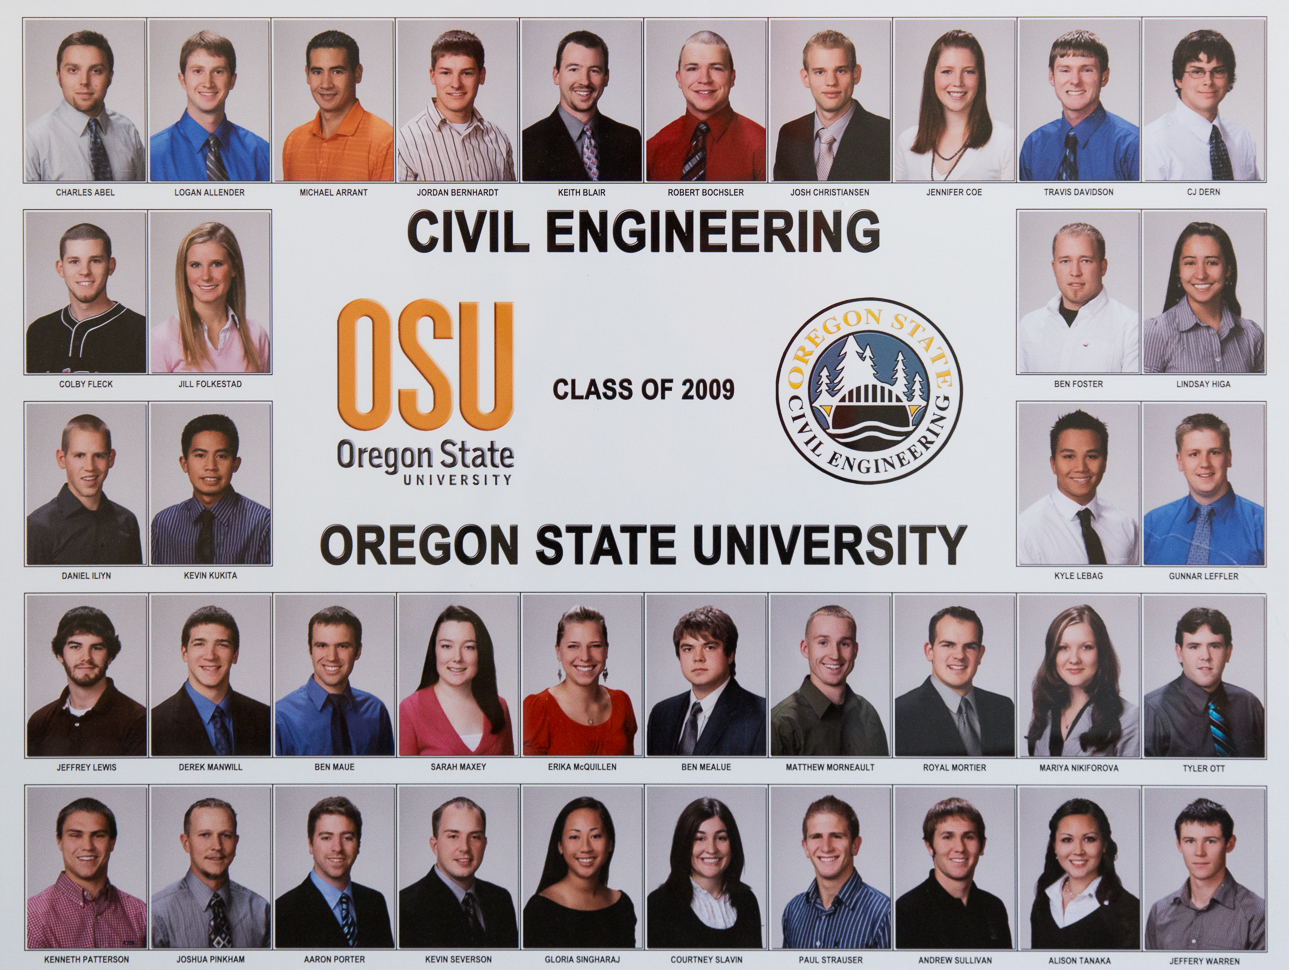 CHARLES ABEL
LOGAN ALLENDER
MICHAEL ARRANT
JORDAN BERNHARDT
KEITH BLAIR
ROBERT BOCHSLER
JOSH CHRISTIANSEN
JENNIFER COE
TRAVIS DAVIDSON
CJ DERN
CIVIL ENGINEERING
COLBY FLECK
JILL FOLKESTAD
BEN FOSTER
LINDSAY HIGA
OSU
Oregon State
UNIVERSITY
CLASS OF 2009
OREGON STATE
CIVIL ENGINEERING
OREGON STATE UNIVERSITY
DANIEL ILIYN
KEVIN KUKITA
KYLE LEBAG
GUNNAR LEFFLER
JEFFREY LEWIS
DEREK MANWILL
BEN MAUE
SARAH MAXEY
ERIKA McQUILLEN
BEN MEALUE
MATTHEW MORNEAULT
ROYAL MORTIER
MARIYA NIKIFOROVA
TYLER OTT
KENNETH PATTERSON
JOSHUA PINKHAM
AARON PORTER
KEVIN SEVERSON
GLORIA SINGHARAJ
COURTNEY SLAVIN
PAUL STRAUSER
ANDREW SULLIVAN
ALISON TANAKA
JEFFERY WARREN